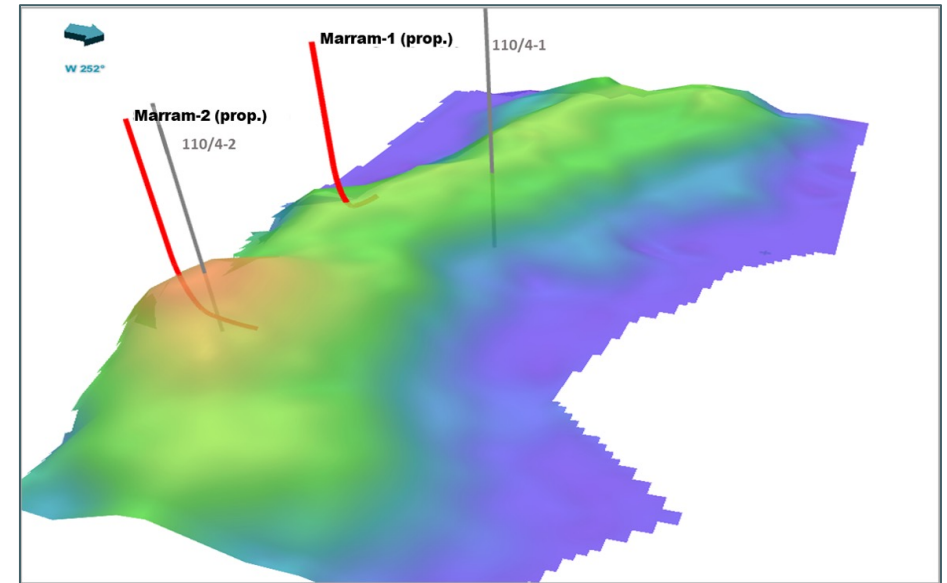 Marram-1 (prop.)
110/4-1
W 252°
Marram-2 (prop.)
110/4-2